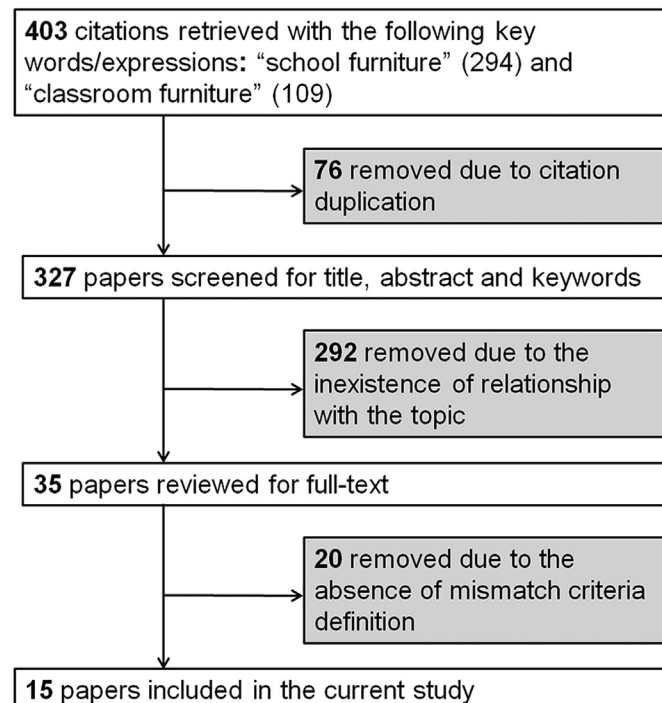 403 citations retrieved with the following key
words/expressions: “school furniture” (294) and
“classroom furniture” (109)
76 removed due to citation
duplication
327 papers screened for title, abstract and keywords
292 removed due to the
inexistence of relationship
with the topic
35 papers reviewed for full-text
20 removed due to the
absence of mismatch criteria
definition
15 papers included in the current study